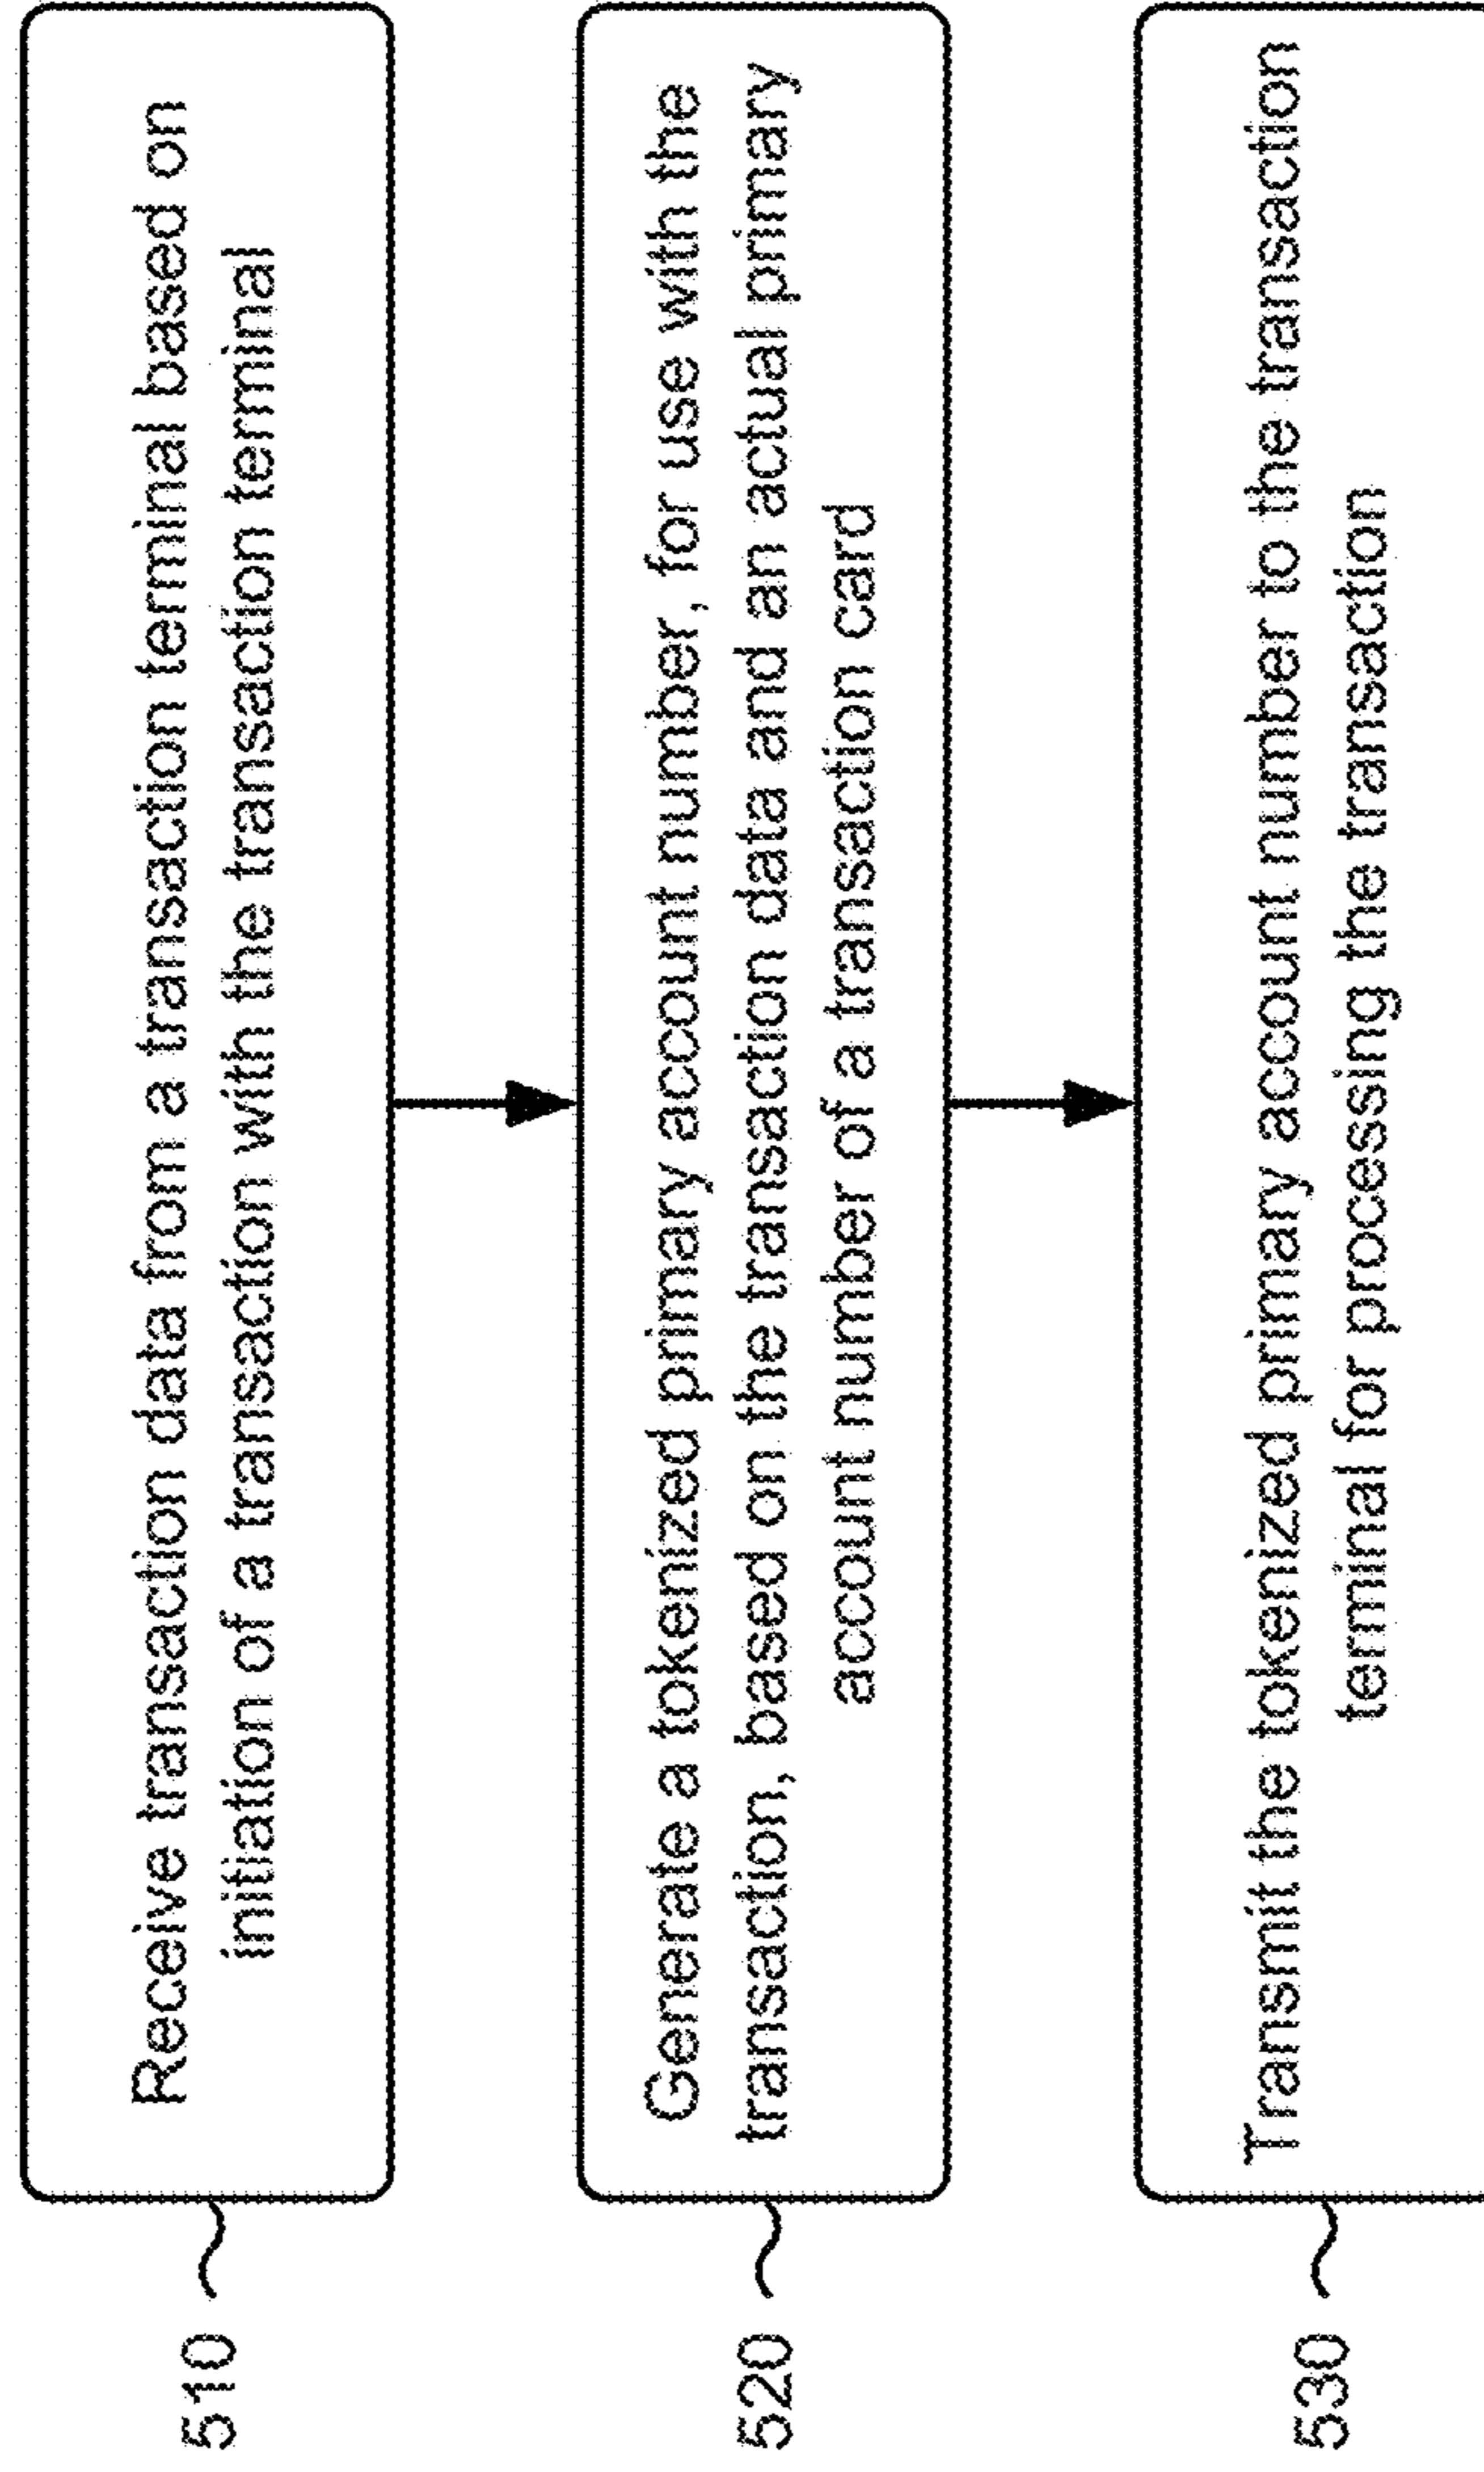 510
Receive transaction data from a transaction terminal based on
initiation of a transaction with the transaction terminal
520
Generate a tokenized primary account number, for use with the
transaction, based on the transaction data and an actual primary
account number of a transaction card
530
Transmit the tokenized primary account number to the transaction
terminal for processing the transaction